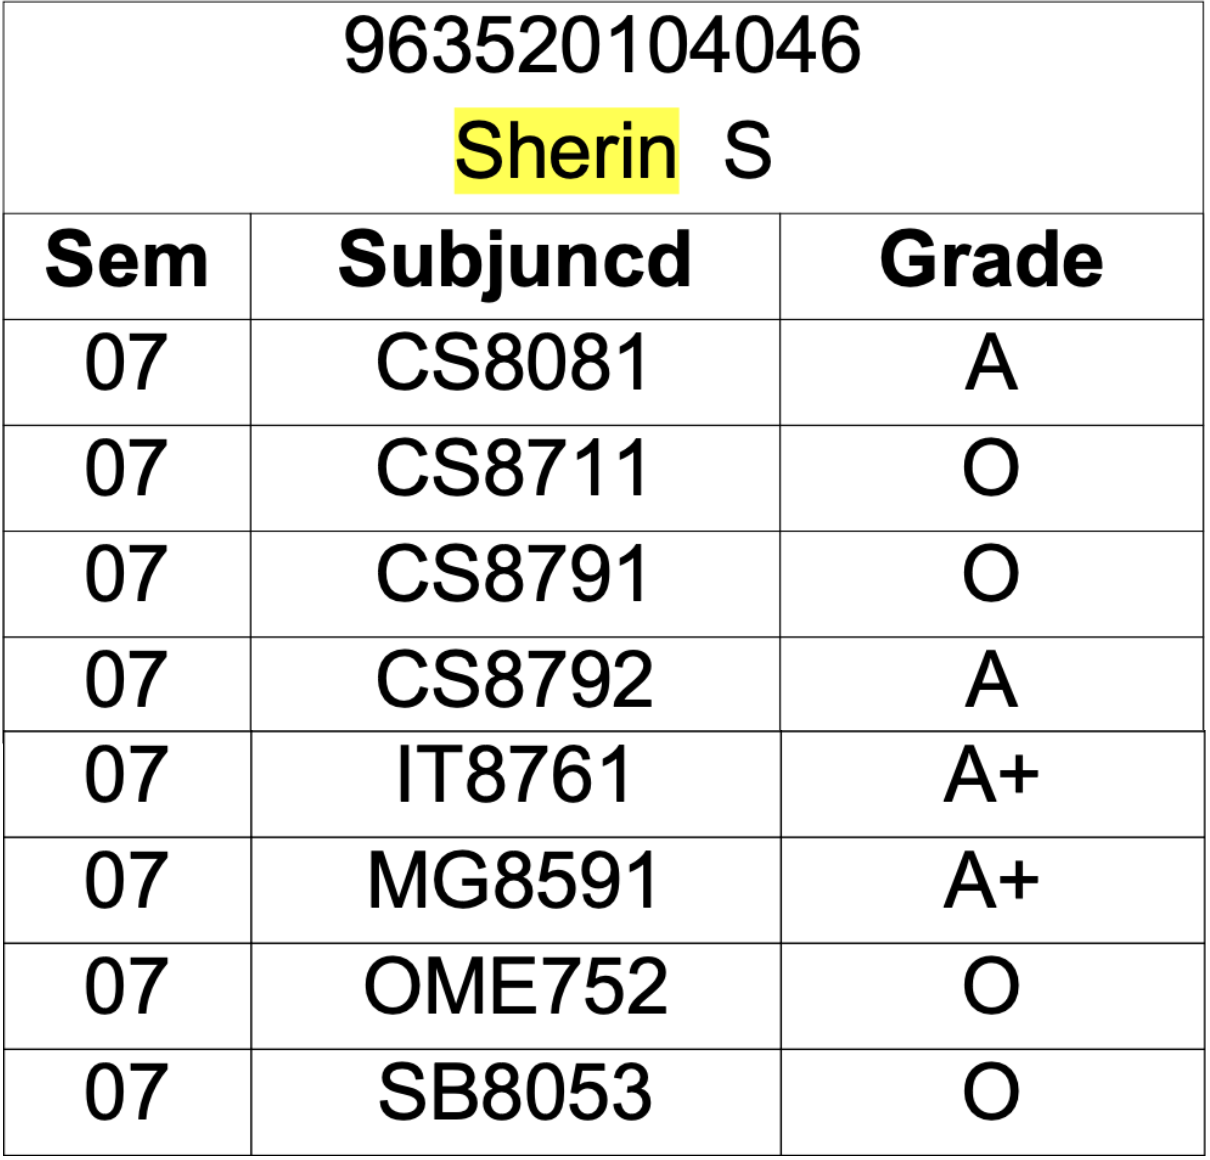 963520104046
Sherin S
Sem Subjuncd Grade
07 CS8081 A
07 CS8711 O
07 CS8791 O
07 CS8792 A
07 IT8761 A+
07 MG8591 A+
07 OME752 O
07 SB8053 O